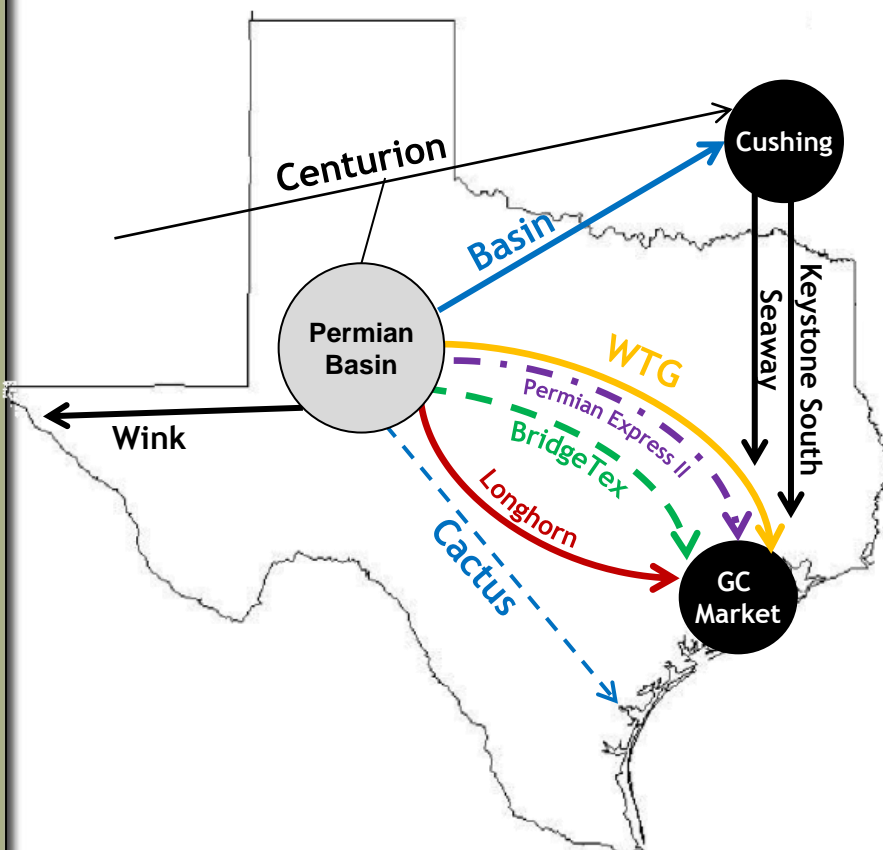 Centurion
Cushing
Basin
Permian
Basin
Seaway
Keystone South
WTG
Permian Express II
BridgeTex
Wink
Longhorn
Cactus
GC
Market